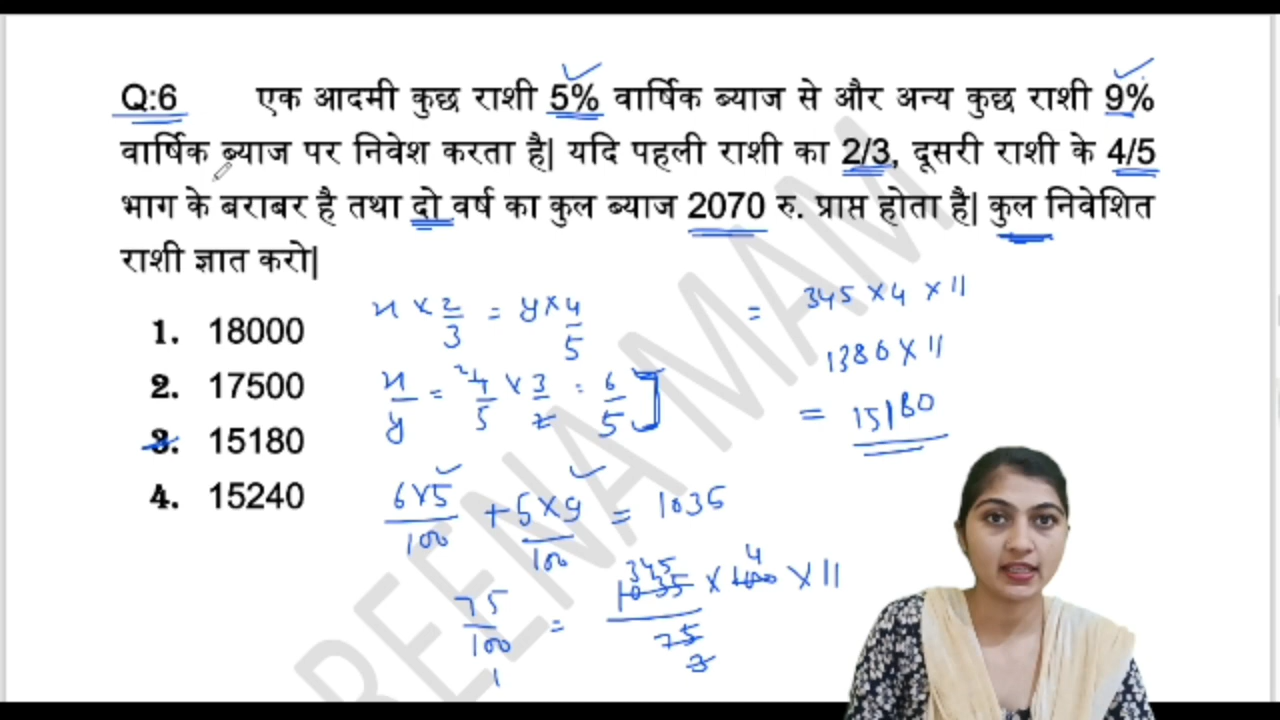 Q:6 एक आदमी कुछ राशी 5% वार्षिक ब्याज से और अन्य कुछ राशी 9%
वार्षिक ब्याज पर निवेश करता है| यदि पहली राशी का 2/3, दूसरी राशी के 4/5
भाग के बराबर है तथा दो वर्ष का कुल ब्याज 2070 रु. प्राप्त होता है| कुल निवेशित
राशी ज्ञात करो|
1. 18000
2. 17500
3. 15180
4. 15240
x × 2/3 = y × 4/5
x/y = 4/5 × 3/2 = 6/5
6×5/100 + 5×9/100 = 1035
75/100 = 1035 × 100 × 11 / 75
345 4
1
= 345 × 4 × 11
1380 × 11
= 15180
REENA MAM